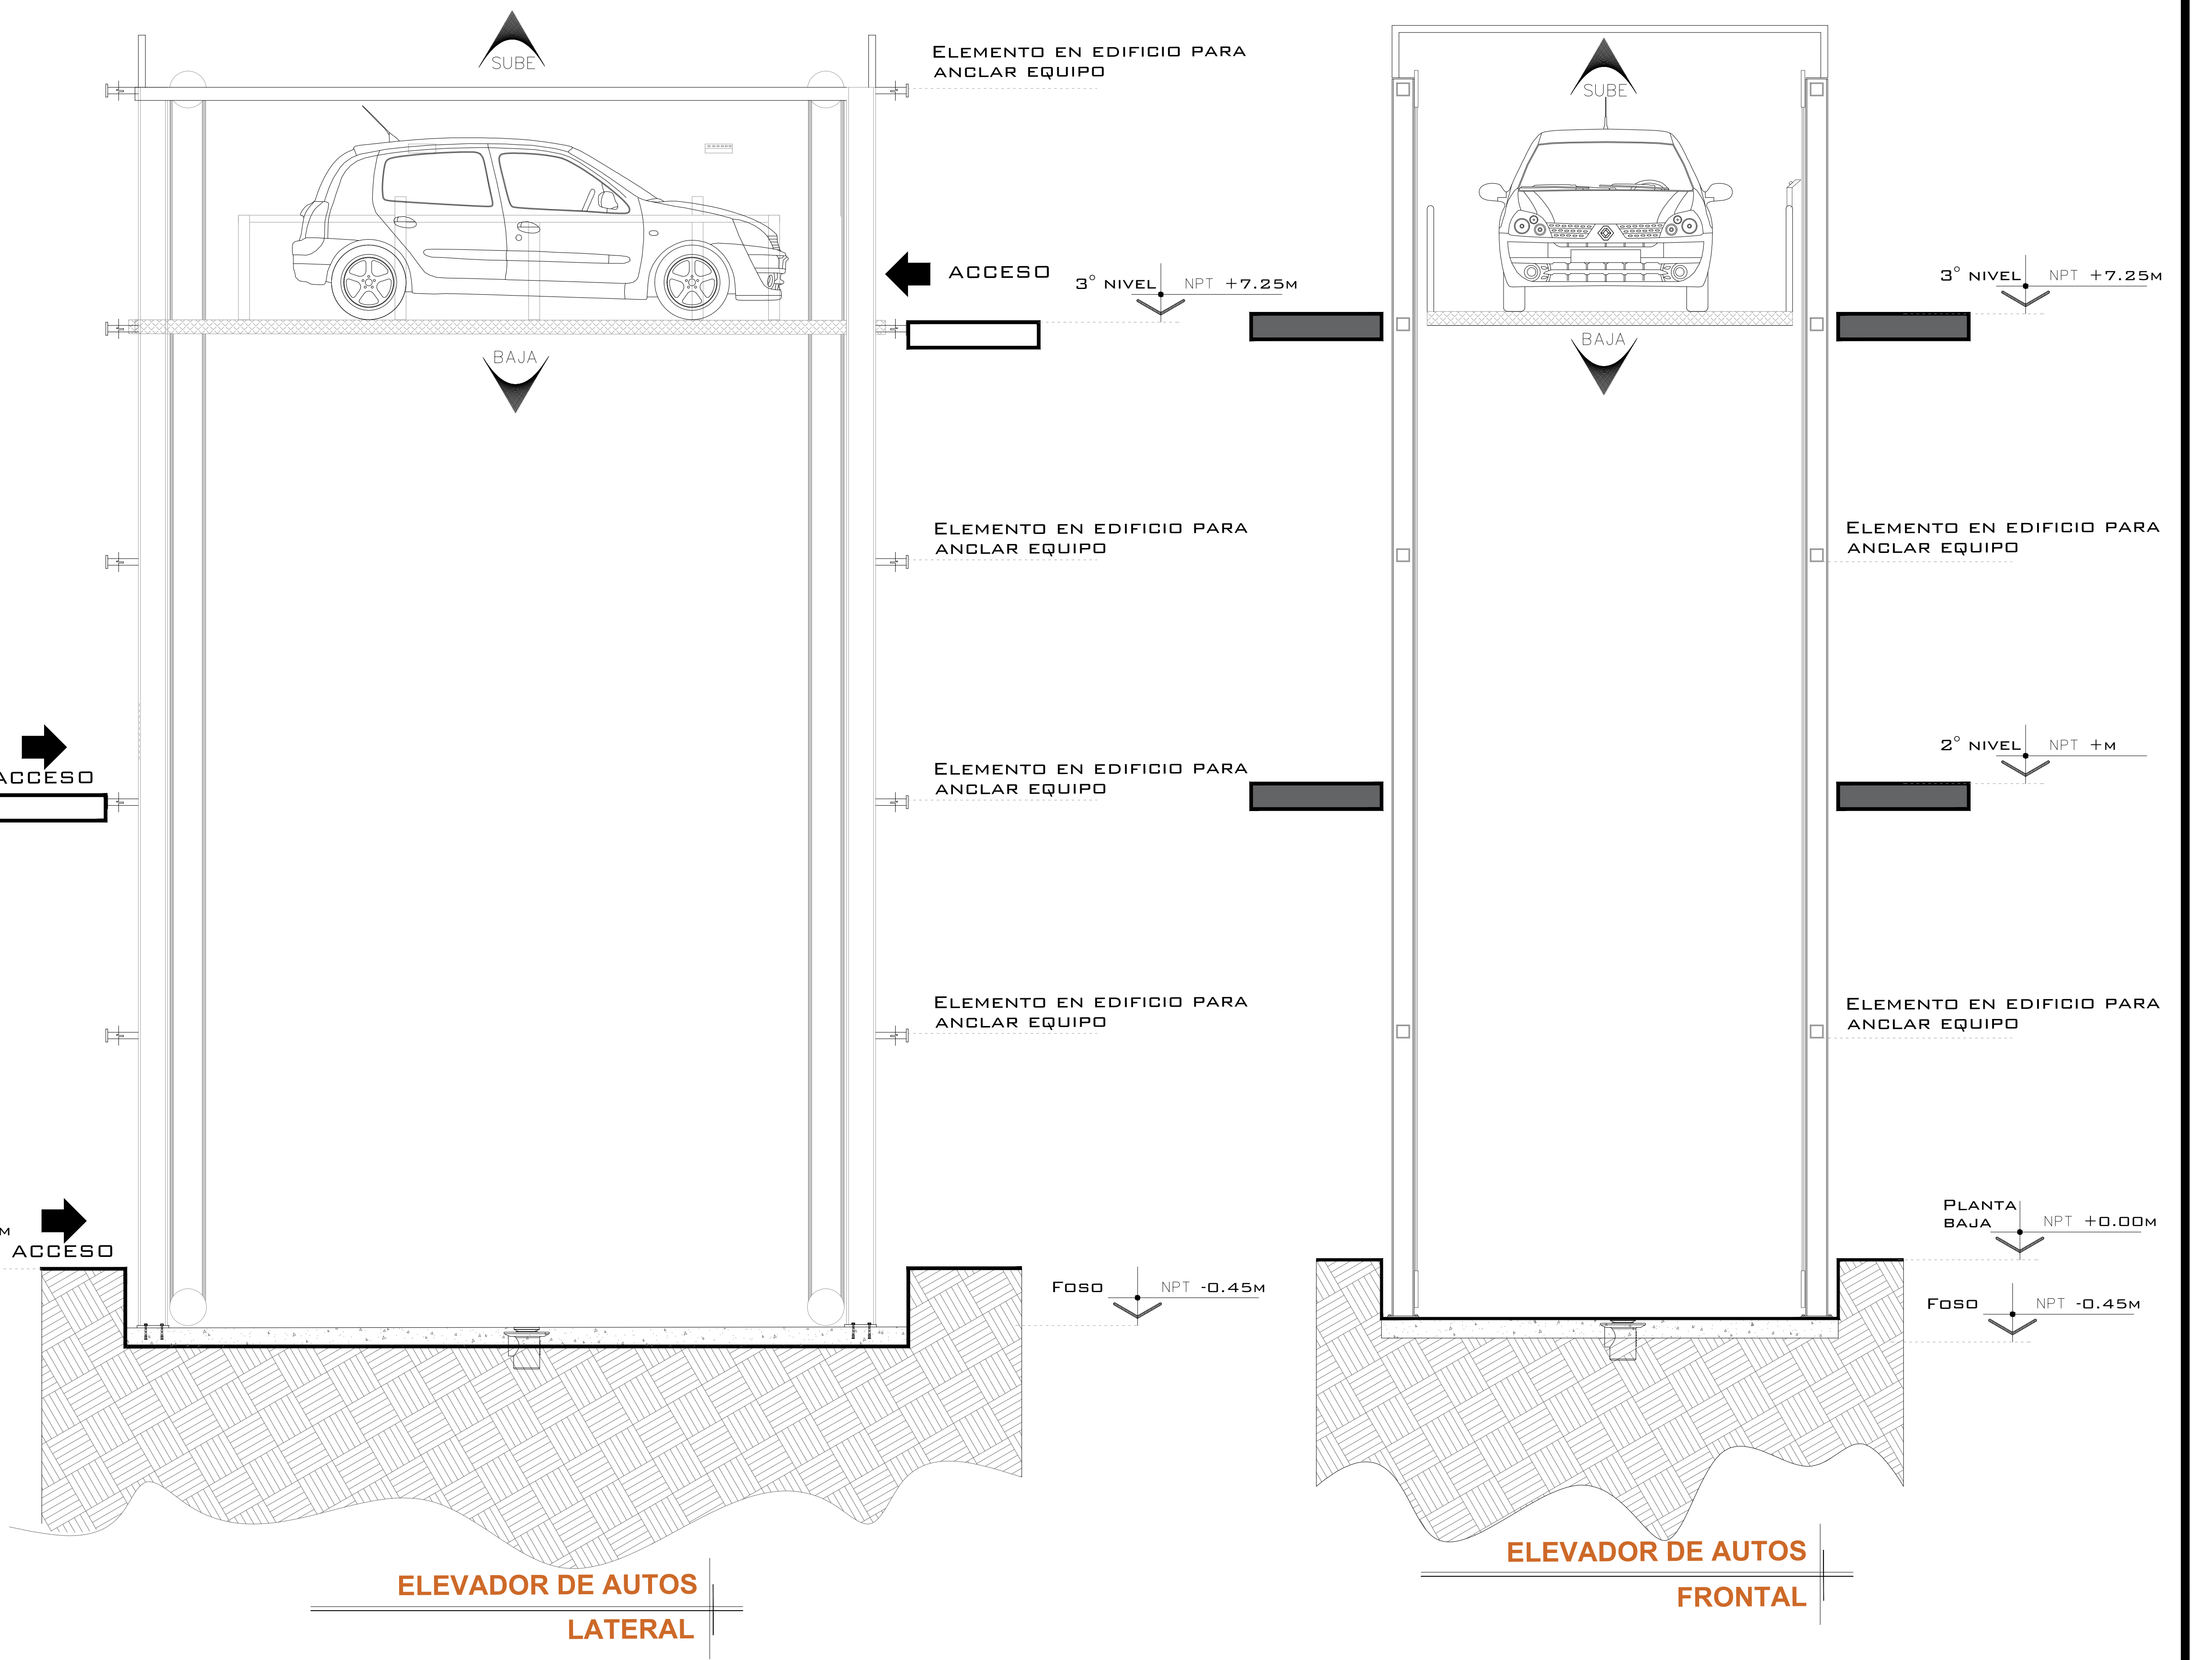 SUBE
ELEMENTO EN EDIFICIO PARA
ANCLAR EQUIPO
ACCESO
3° NIVEL NPT +7.25M
BAJA
ELEMENTO EN EDIFICIO PARA
ANCLAR EQUIPO
ACCESO
ELEMENTO EN EDIFICIO PARA
ANCLAR EQUIPO
ELEMENTO EN EDIFICIO PARA
ANCLAR EQUIPO
M
ACCESO
FOSO NPT -0.45M
ELEVADOR DE AUTOS
LATERAL
SUBE
3° NIVEL NPT +7.25M
BAJA
ELEMENTO EN EDIFICIO PARA
ANCLAR EQUIPO
2° NIVEL NPT +M
ELEMENTO EN EDIFICIO PARA
ANCLAR EQUIPO
PLANTA
BAJA NPT +0.00M
FOSO NPT -0.45M
ELEVADOR DE AUTOS
FRONTAL